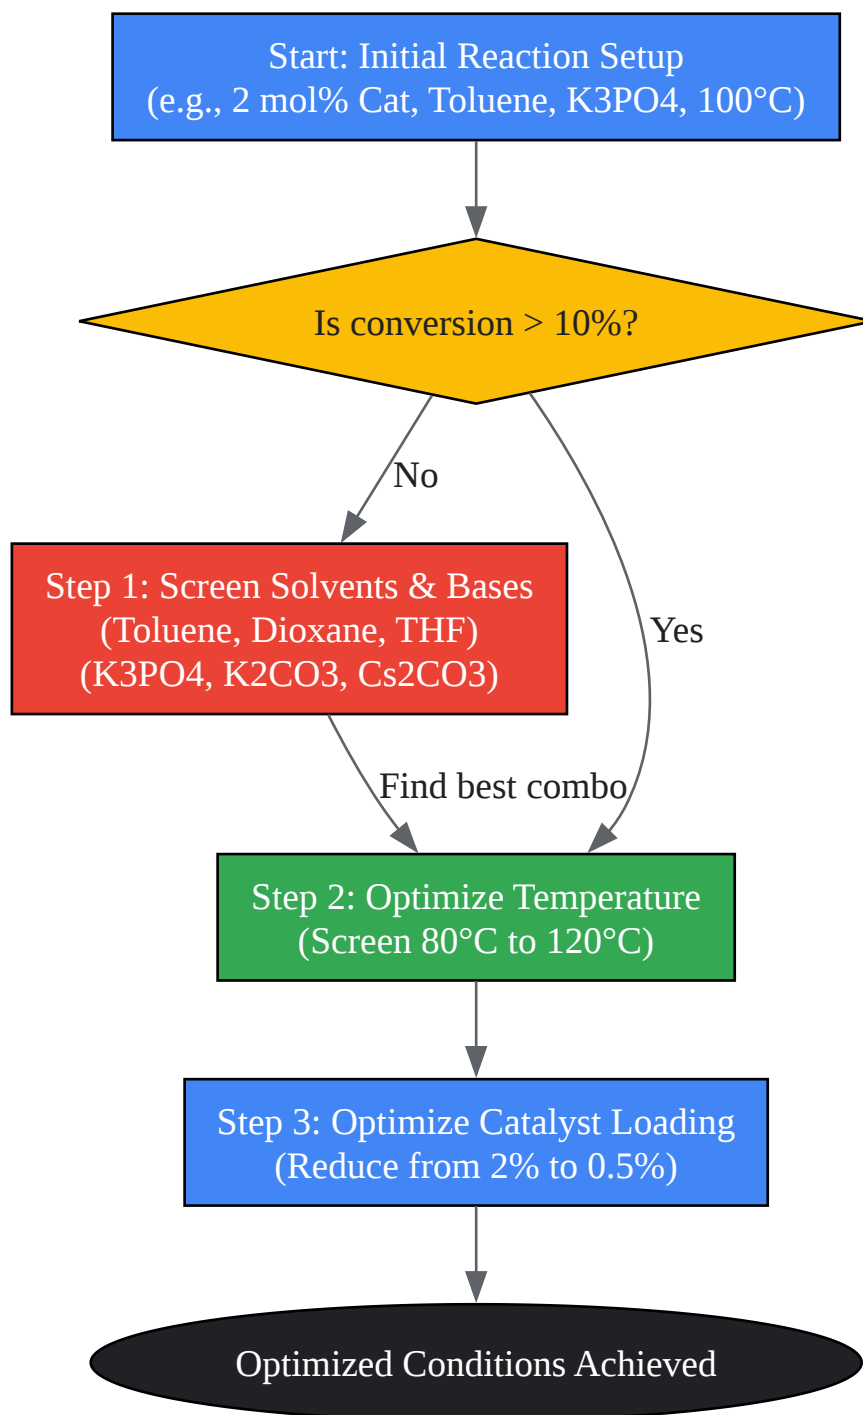 Start: Initial Reaction Setup
(e.g., 2 mol% Cat, Toluene, K3PO4, 100°C)
Is conversion > 10%?
No
Step 1: Screen Solvents & Bases
(Toluene, Dioxane, THF)
(K3PO4, K2CO3, Cs2CO3)
Yes
Find best combo
Step 2: Optimize Temperature
(Screen 80°C to 120°C)
Step 3: Optimize Catalyst Loading
(Reduce from 2% to 0.5%)
Optimized Conditions Achieved